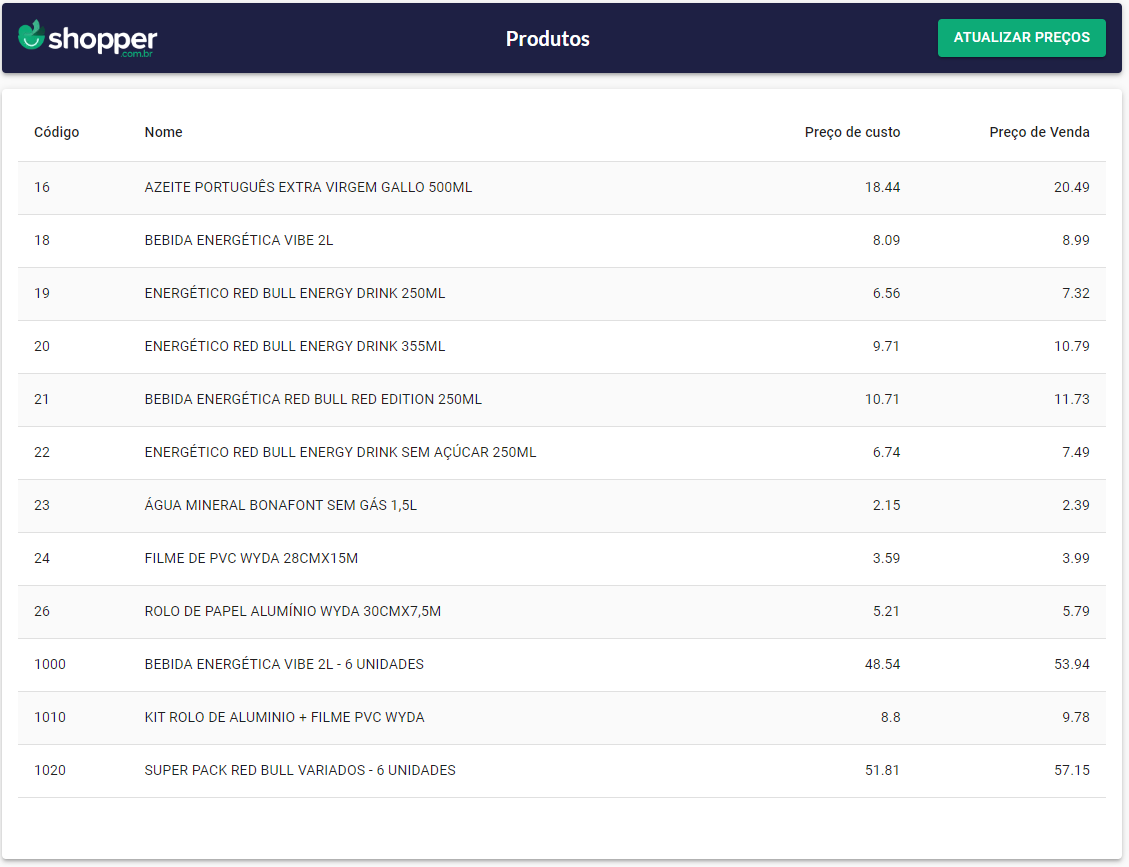 shopper
.com.br
Produtos
ATUALIZAR PREÇOS
Código Nome Preço de custo Preço de Venda
16 AZEITE PORTUGUÊS EXTRA VIRGEM GALLO 500ML 18.44 20.49
18 BEBIDA ENERGÉTICA VIBE 2L 8.09 8.99
19 ENERGÉTICO RED BULL ENERGY DRINK 250ML 6.56 7.32
20 ENERGÉTICO RED BULL ENERGY DRINK 355ML 9.71 10.79
21 BEBIDA ENERGÉTICA RED BULL RED EDITION 250ML 10.71 11.73
22 ENERGÉTICO RED BULL ENERGY DRINK SEM AÇÚCAR 250ML 6.74 7.49
23 ÁGUA MINERAL BONAFONT SEM GÁS 1,5L 2.15 2.39
24 FILME DE PVC WYDA 28CMX15M 3.59 3.99
26 ROLO DE PAPEL ALUMÍNIO WYDA 30CMX7,5M 5.21 5.79
1000 BEBIDA ENERGÉTICA VIBE 2L - 6 UNIDADES 48.54 53.94
1010 KIT ROLO DE ALUMINIO + FILME PVC WYDA 8.8 9.78
1020 SUPER PACK RED BULL VARIADOS - 6 UNIDADES 51.81 57.15